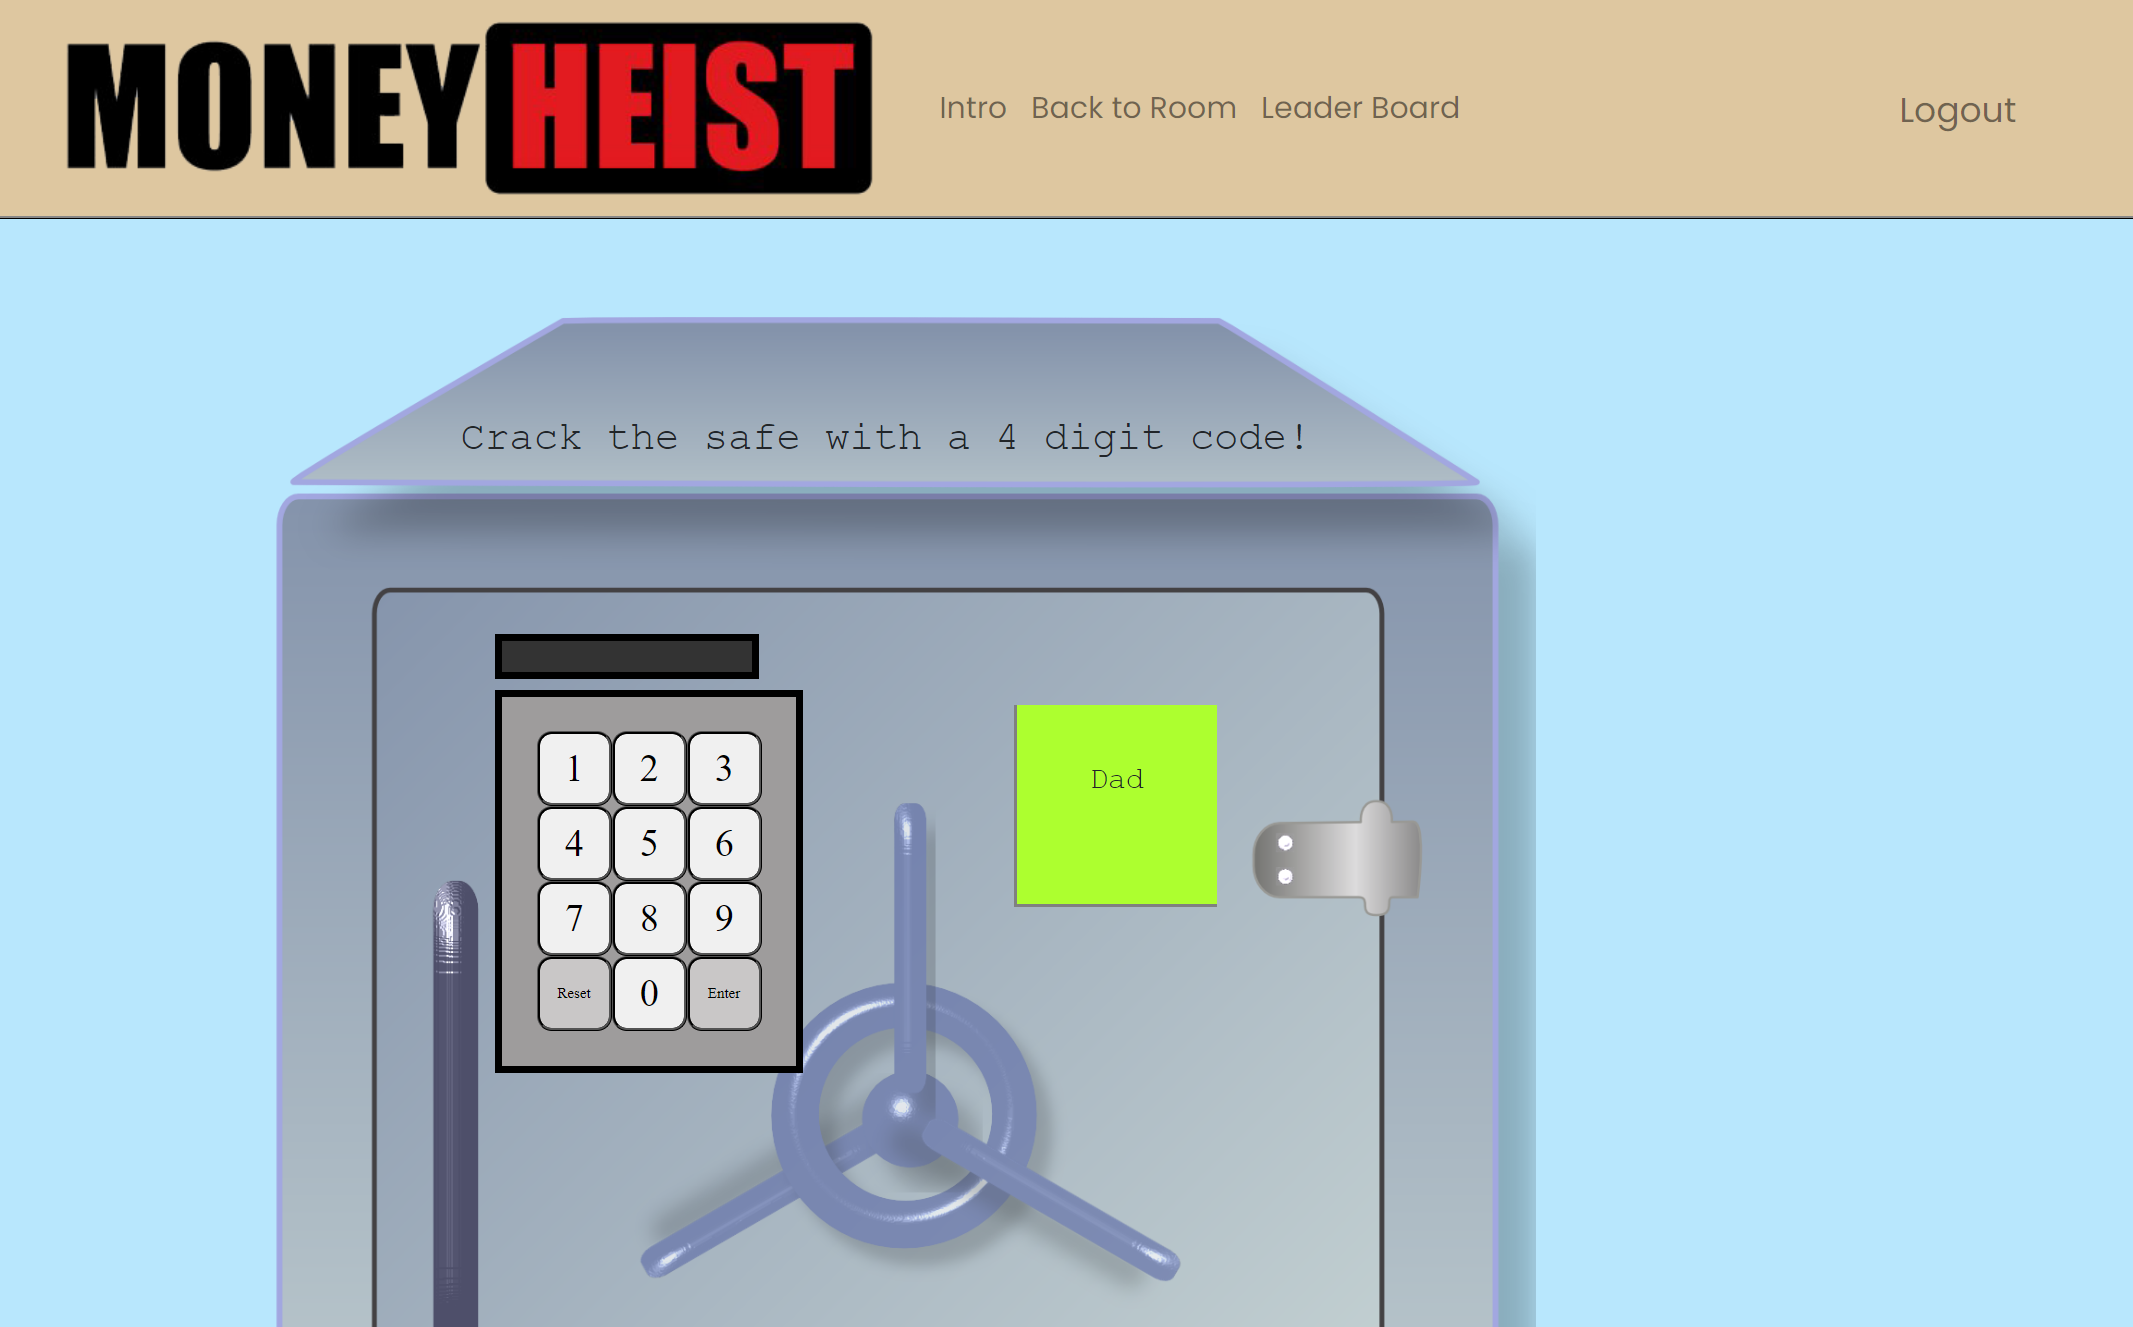 MONEY HEIST
Intro Back to Room Leader Board
Logout
Crack the safe with a 4 digit code!
1 2 3
4 5 6
7 8 9
Reset 0 Enter
Dad